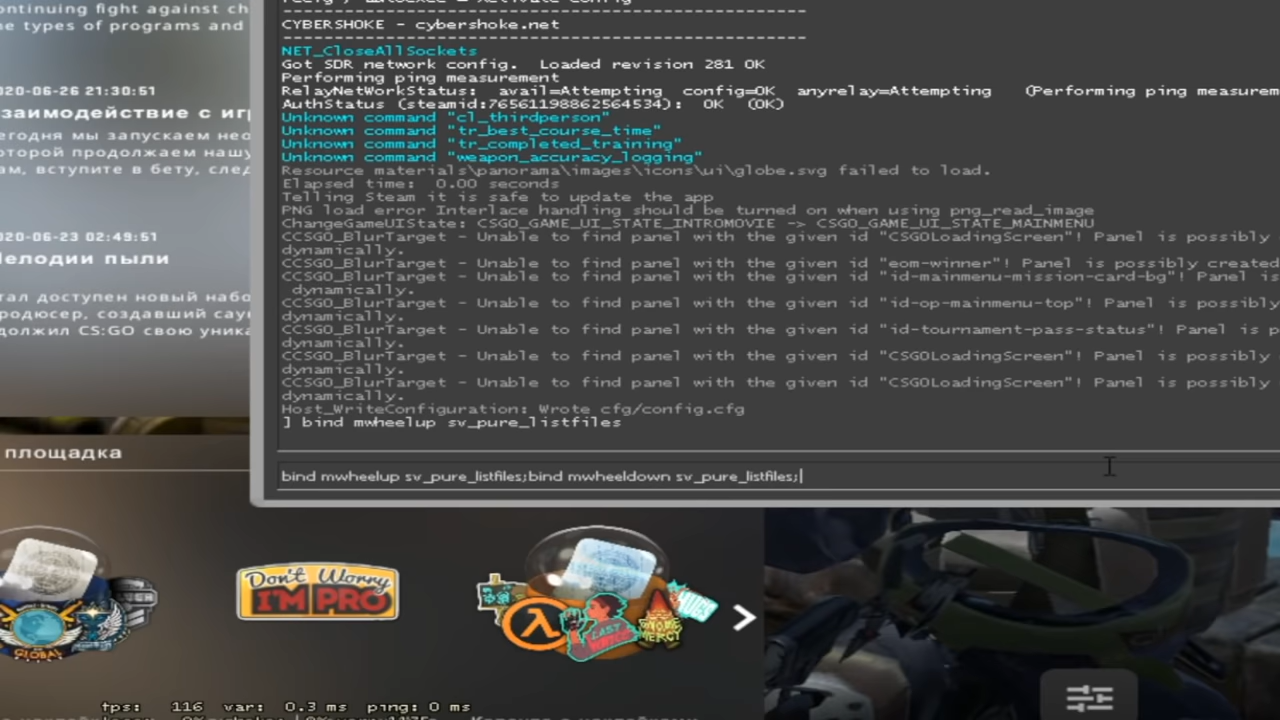 ontinuing fight against ch
ne types of programs and
020-06-26 21:30:51
заимодействие с игр
егодня мы запускаем нео
оторой продолжаем нашу
ам, вступите в бету, след
020-06-23 02:49:51
Мелодии пыли
тал доступен новый набо
родюсер, создавший саун
должил CS:GO свою уника
площадка
--------------------------------------------------
CYBERSHOKE - cybershoke.net
--------------------------------------------------
NET_CloseAllSockets
Got SDR network config.  Loaded revision 281 OK
Performing ping measurement
RelayNetWorkStatus:  avail=Attempting  config=OK  anyrelay=Attempting   (Performing ping measurem
AuthStatus (steamid:76561198862564534):  OK  (OK)
Unknown command "cl_thirdperson"
Unknown command "tr_best_course_time"
Unknown command "tr_completed_training"
Unknown command "weapon_accuracy_logging"
Resource materials\panorama\images\icons\ui\globe.svg failed to load.
Elapsed time:  0.00 seconds
Telling Steam it is safe to update the app
PNG load error Interlace handling should be turned on when using png_read_image
ChangeGameUIState: CSGO_GAME_UI_STATE_INTROMOVIE -> CSGO_GAME_UI_STATE_MAINMENU
CCSGO_BlurTarget - Unable to find panel with the given id "CSGOLoadingScreen"! Panel is possibly
dynamically.
CCSGO_BlurTarget - Unable to find panel with the given id "eom-winner"! Panel is possibly created
CCSGO_BlurTarget - Unable to find panel with the given id "id-mainmenu-mission-card-bg"! Panel is
dynamically.
CCSGO_BlurTarget - Unable to find panel with the given id "id-op-mainmenu-top"! Panel is possibly
dynamically.
CCSGO_BlurTarget - Unable to find panel with the given id "id-tournament-pass-status"! Panel is p
dynamically.
CCSGO_BlurTarget - Unable to find panel with the given id "CSGOLoadingScreen"! Panel is possibly
dynamically.
CCSGO_BlurTarget - Unable to find panel with the given id "CSGOLoadingScreen"! Panel is possibly
dynamically.
Host_WriteConfiguration: Wrote cfg/config.cfg
] bind mwheelup sv_pure_listfiles
bind mwheelup sv_pure_listfiles;bind mwheeldown sv_pure_listfiles;
GLOBAL
Don't Worry
I'M PRO
LAST
GNOME
MERCY
fps:   116  var:  0.3 ms  ping: 0 ms